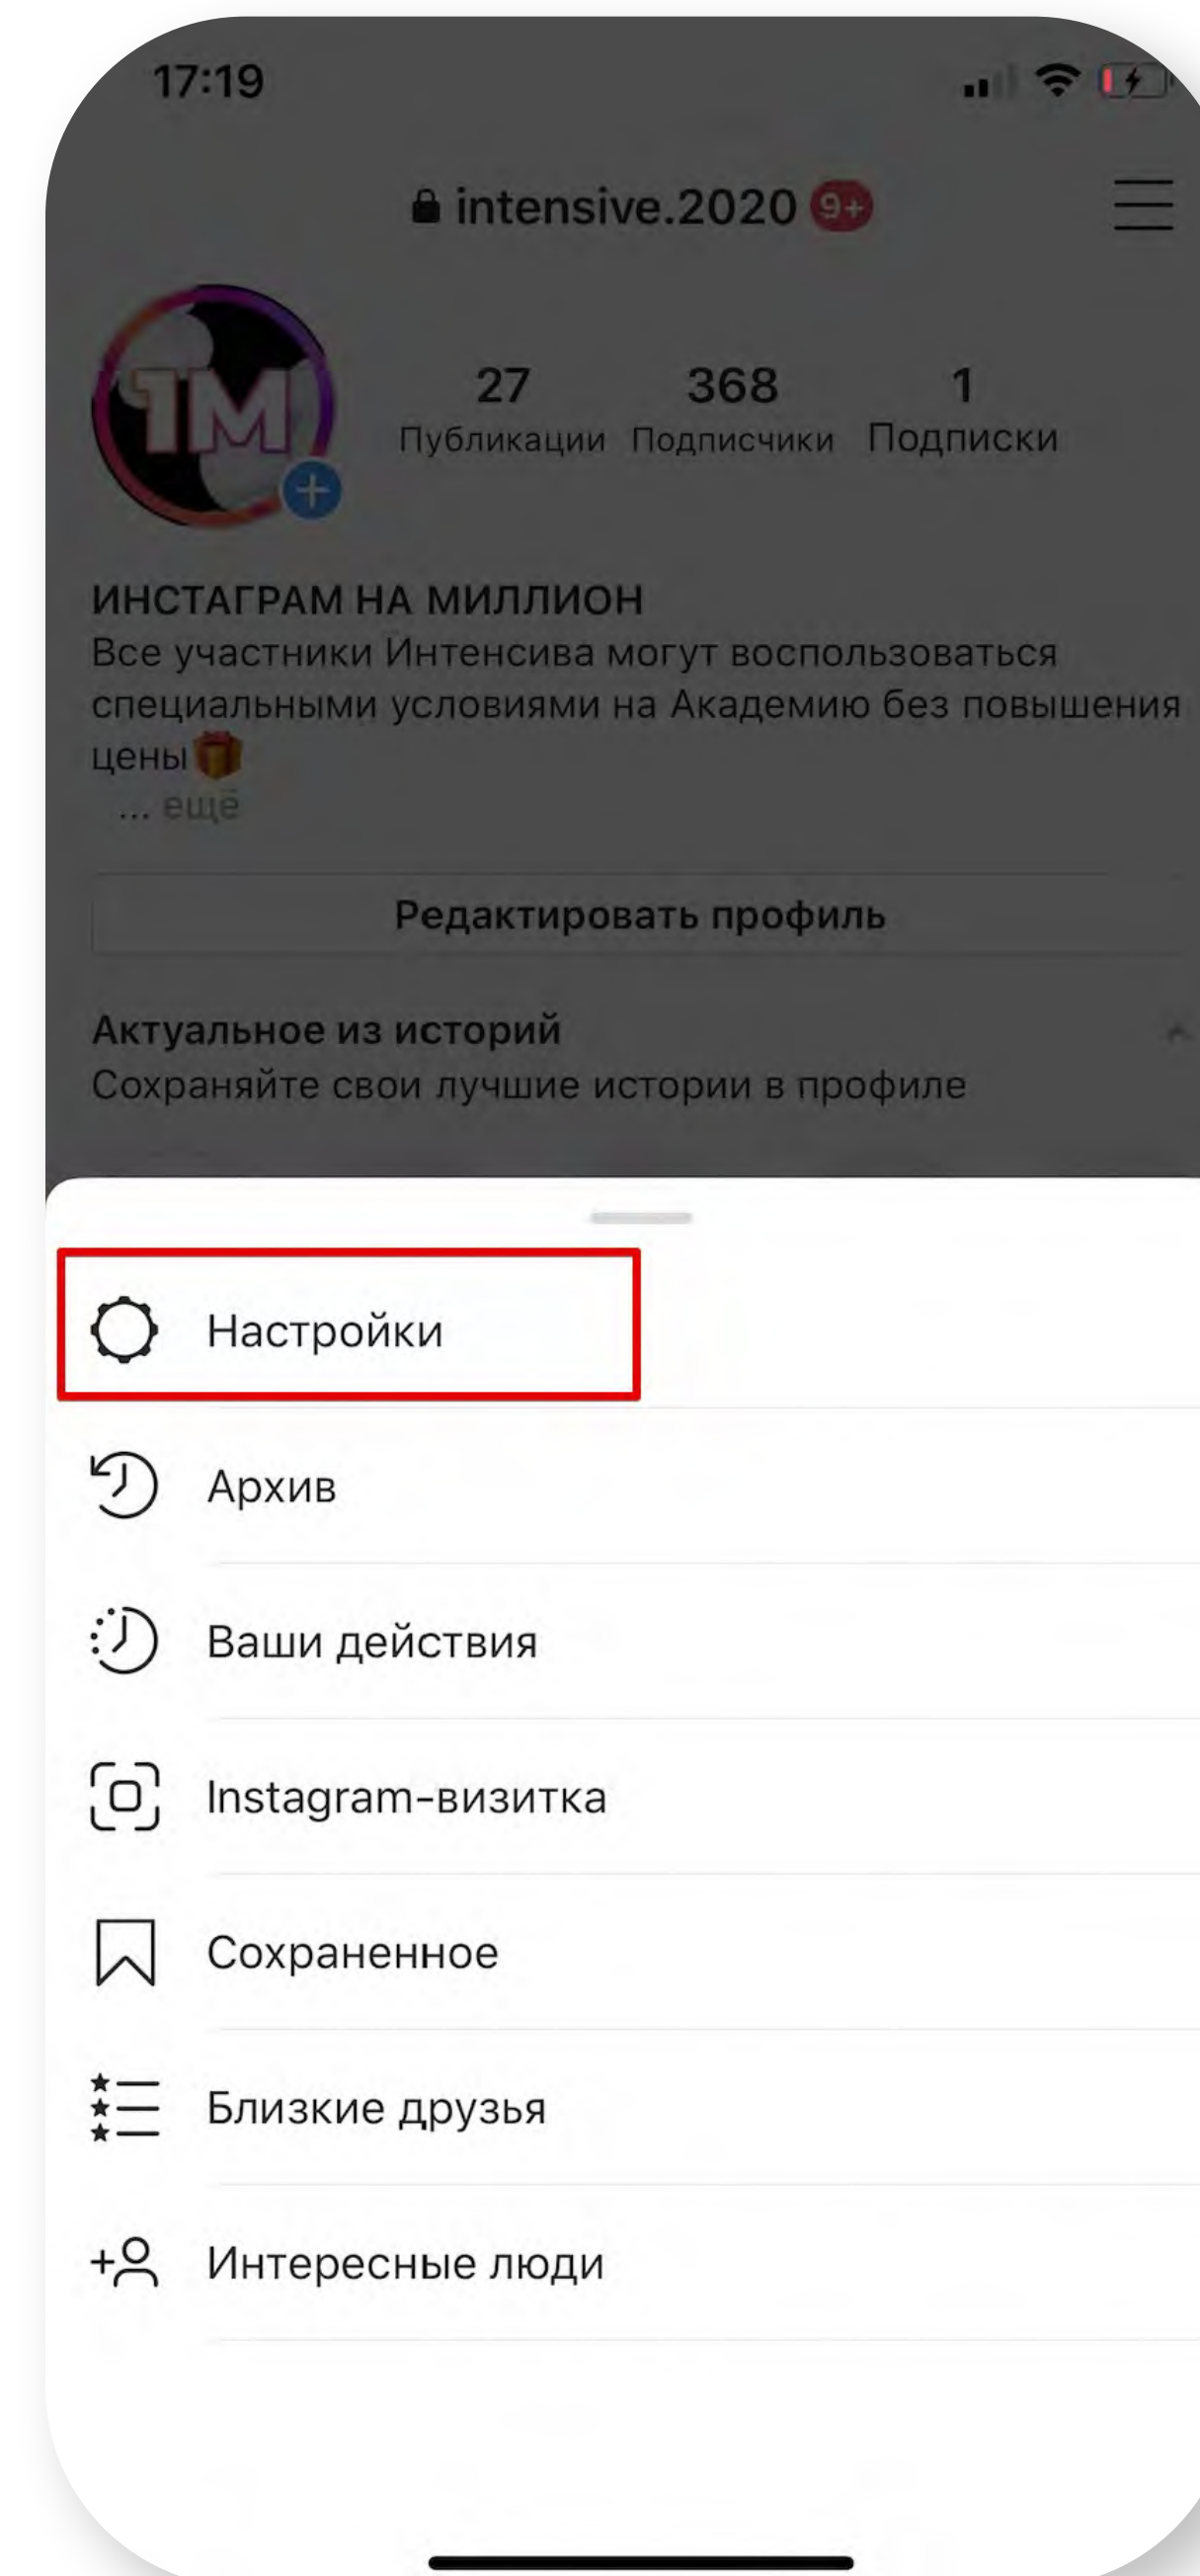 17:19
intensive.2020 9+
1M
27 368 1
Публикации Подписчики Подписки
ИНСТАГРАМ НА МИЛЛИОН
Все участники Интенсива могут воспользоваться
специальными условиями на Академию без повышения
цены
... ещё
Редактировать профиль
Актуальное из историй
Сохраняйте свои лучшие истории в профиле
Настройки
Архив
Ваши действия
Instagram-визитка
Сохраненное
Близкие друзья
Интересные люди